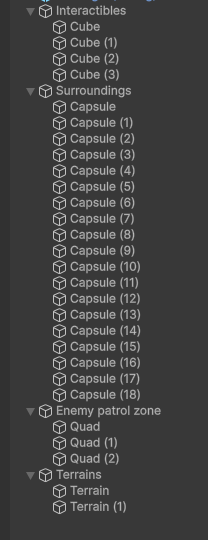 Interactibles
Cube
Cube (1)
Cube (2)
Cube (3)
Surroundings
Capsule
Capsule (1)
Capsule (2)
Capsule (3)
Capsule (4)
Capsule (5)
Capsule (6)
Capsule (7)
Capsule (8)
Capsule (9)
Capsule (10)
Capsule (11)
Capsule (12)
Capsule (13)
Capsule (14)
Capsule (15)
Capsule (16)
Capsule (17)
Capsule (18)
Enemy patrol zone
Quad
Quad (1)
Quad (2)
Terrains
Terrain
Terrain (1)